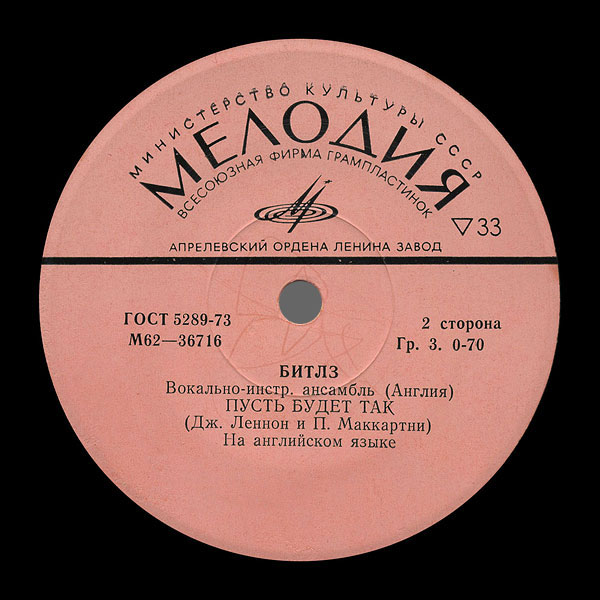 МИНИСТЕРСТВО КУЛЬТУРЫ СССР
МЕЛОДИЯ
ВСЕСОЮЗНАЯ ФИРМА ГРАМПЛАСТИНОК
▽33
АПРЕЛЕВСКИЙ ОРДЕНА ЛЕНИНА ЗАВОД
ГОСТ 5289-73
М62—36716
2 сторона
Гр. 3. 0-70
БИТЛЗ
Вокально-инстр. ансамбль (Англия)
ПУСТЬ БУДЕТ ТАК
(Дж. Леннон и П. Маккартни)
На английском языке